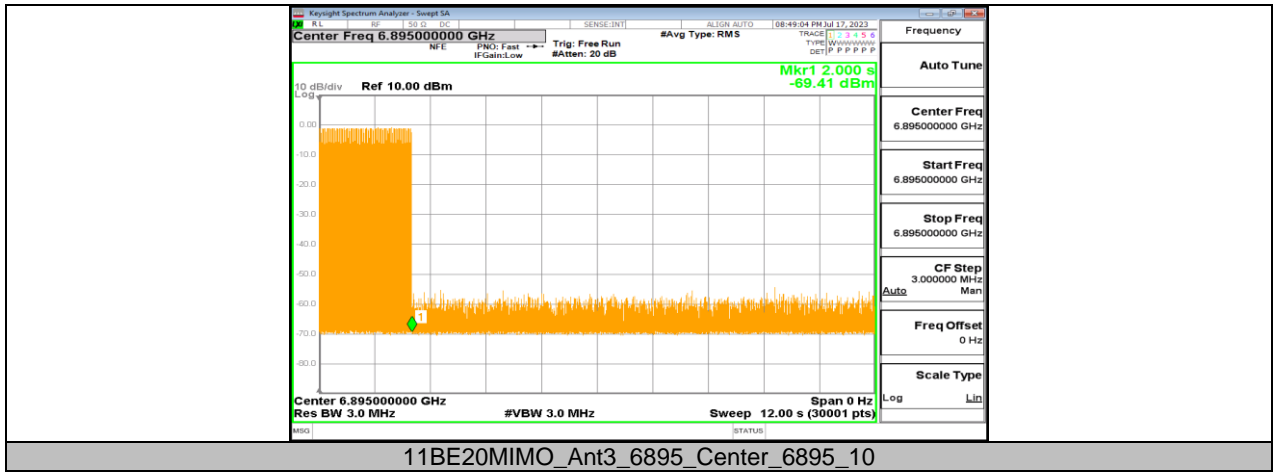 Keysight Spectrum Analyzer - Swept SA
RL RF 50 Ω DC SENSE:INT ALIGN AUTO 08:49:04 PM Jul 17, 2023
Center Freq 6.895000000 GHz
NFE PNO: Fast Trig: Free Run #Avg Type: RMS TRACE 1 2 3 4 5 6
IFGain:Low #Atten: 20 dB TYPE WWWWWW
DET P P P P P P
Mkr1 2.000 s
-69.41 dBm
10 dB/div Ref 10.00 dBm
Log
0.00
-10.0
-20.0
-30.0
-40.0
-50.0
-60.0
-70.0
-80.0
1
Center 6.895000000 GHz Span 0 Hz
Res BW 3.0 MHz #VBW 3.0 MHz Sweep 12.00 s (30001 pts)
MSG STATUS
Frequency
Auto Tune
Center Freq
6.895000000 GHz
Start Freq
6.895000000 GHz
Stop Freq
6.895000000 GHz
CF Step
3.000000 MHz
Auto Man
Freq Offset
0 Hz
Scale Type
Log Lin
11BE20MIMO_Ant3_6895_Center_6895_10